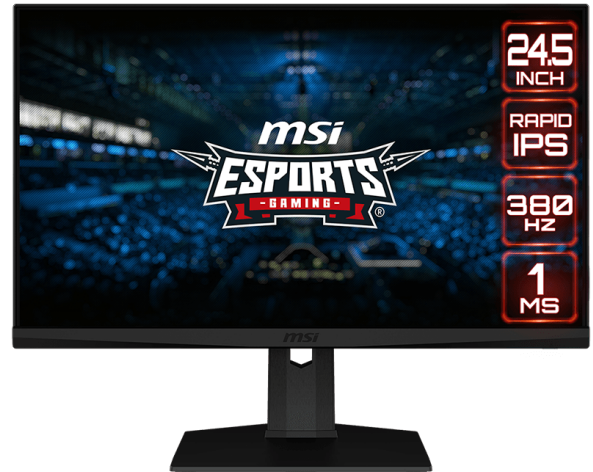 msi
ESPORTS
-GAMING-
®
24.5
INCH
RAPID
IPS
380
HZ
1
MS
msi